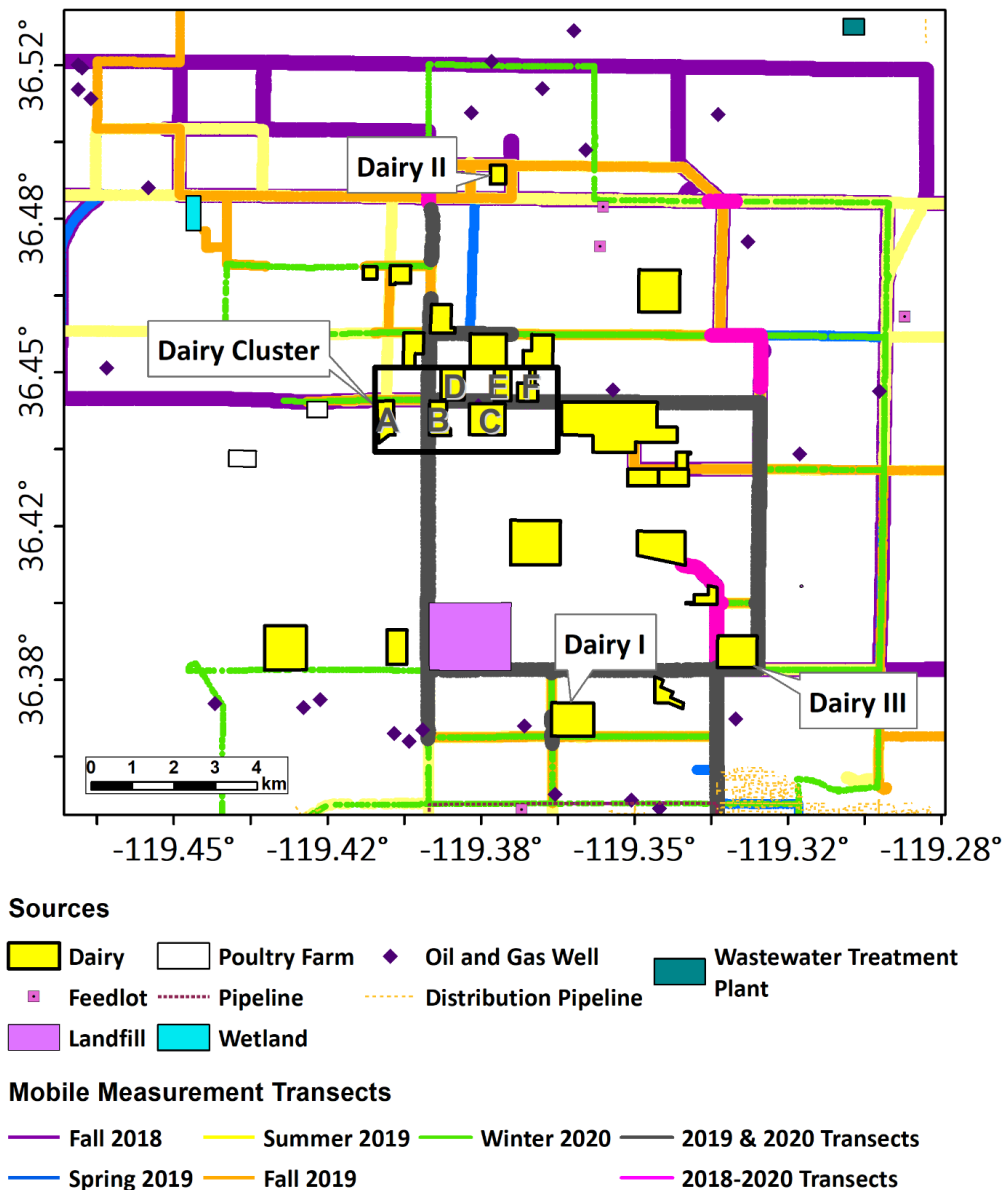 36.52
36.48°
36.45
36.42
36.38
Dairy II
Dairy Cluster
D E F
A B C
Dairy I
Dairy III
0 1 2 3 4
km
-119.45° -119.42° -119.38° -119.35° -119.32° -119.28°
Sources
Dairy Poultry Farm Oil and Gas Well Wastewater Treatment
Plant
Feedlot Pipeline Distribution Pipeline
Landfill Wetland
Mobile Measurement Transects
Fall 2018 Summer 2019 Winter 2020 2019 & 2020 Transects
Spring 2019 Fall 2019 2018-2020 Transects